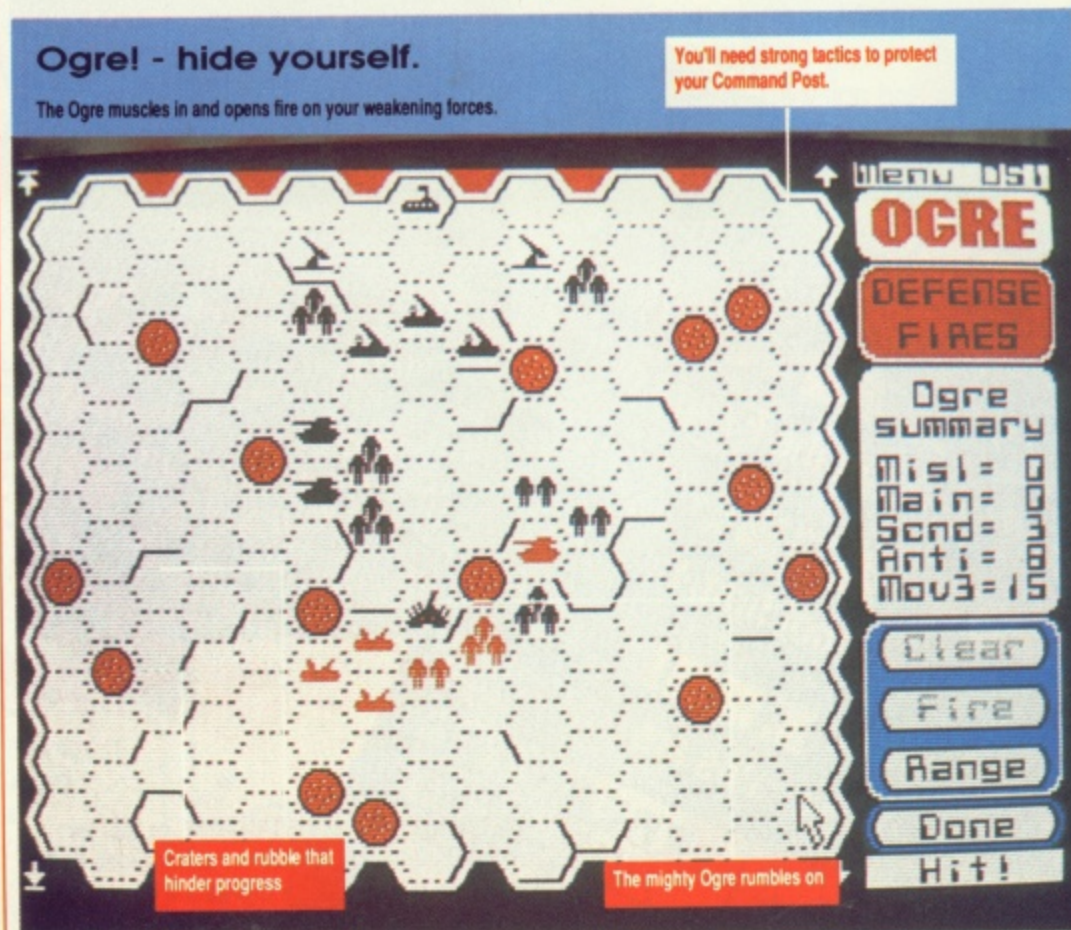 Ogre! - hide yourself.
The Ogre muscles in and opens fire on your weakening forces.
You'll need strong tactics to protect
your Command Post.
Menu DSI
OGRE
DEFENSE
FIRES
Ogre
summary
Misl= 0
Main= 0
Scnd= 3
Anti= 8
Mov3=15
Clear
Fire
Range
Done
Hit!
Craters and rubble that
hinder progress
The mighty Ogre rumbles on